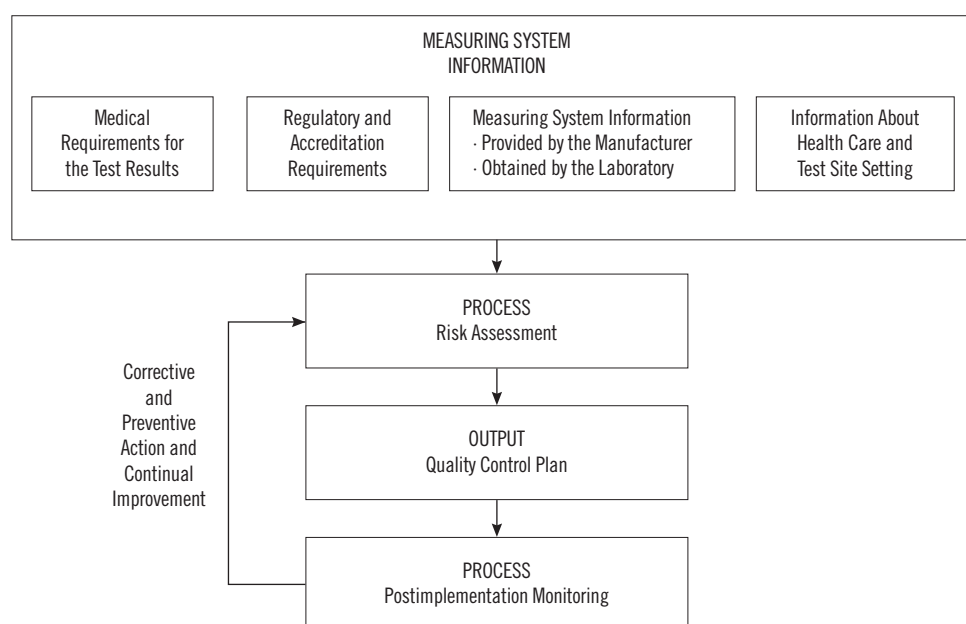 MEASURING SYSTEM
INFORMATION
Medical
Requirements for
the Test Results
Regulatory and
Accreditation
Requirements
Measuring System Information
· Provided by the Manufacturer
· Obtained by the Laboratory
Information About
Health Care and
Test Site Setting
PROCESS
Risk Assessment
Corrective
and
Preventive
Action and
Continual
Improvement
OUTPUT
Quality Control Plan
PROCESS
Postimplementation Monitoring